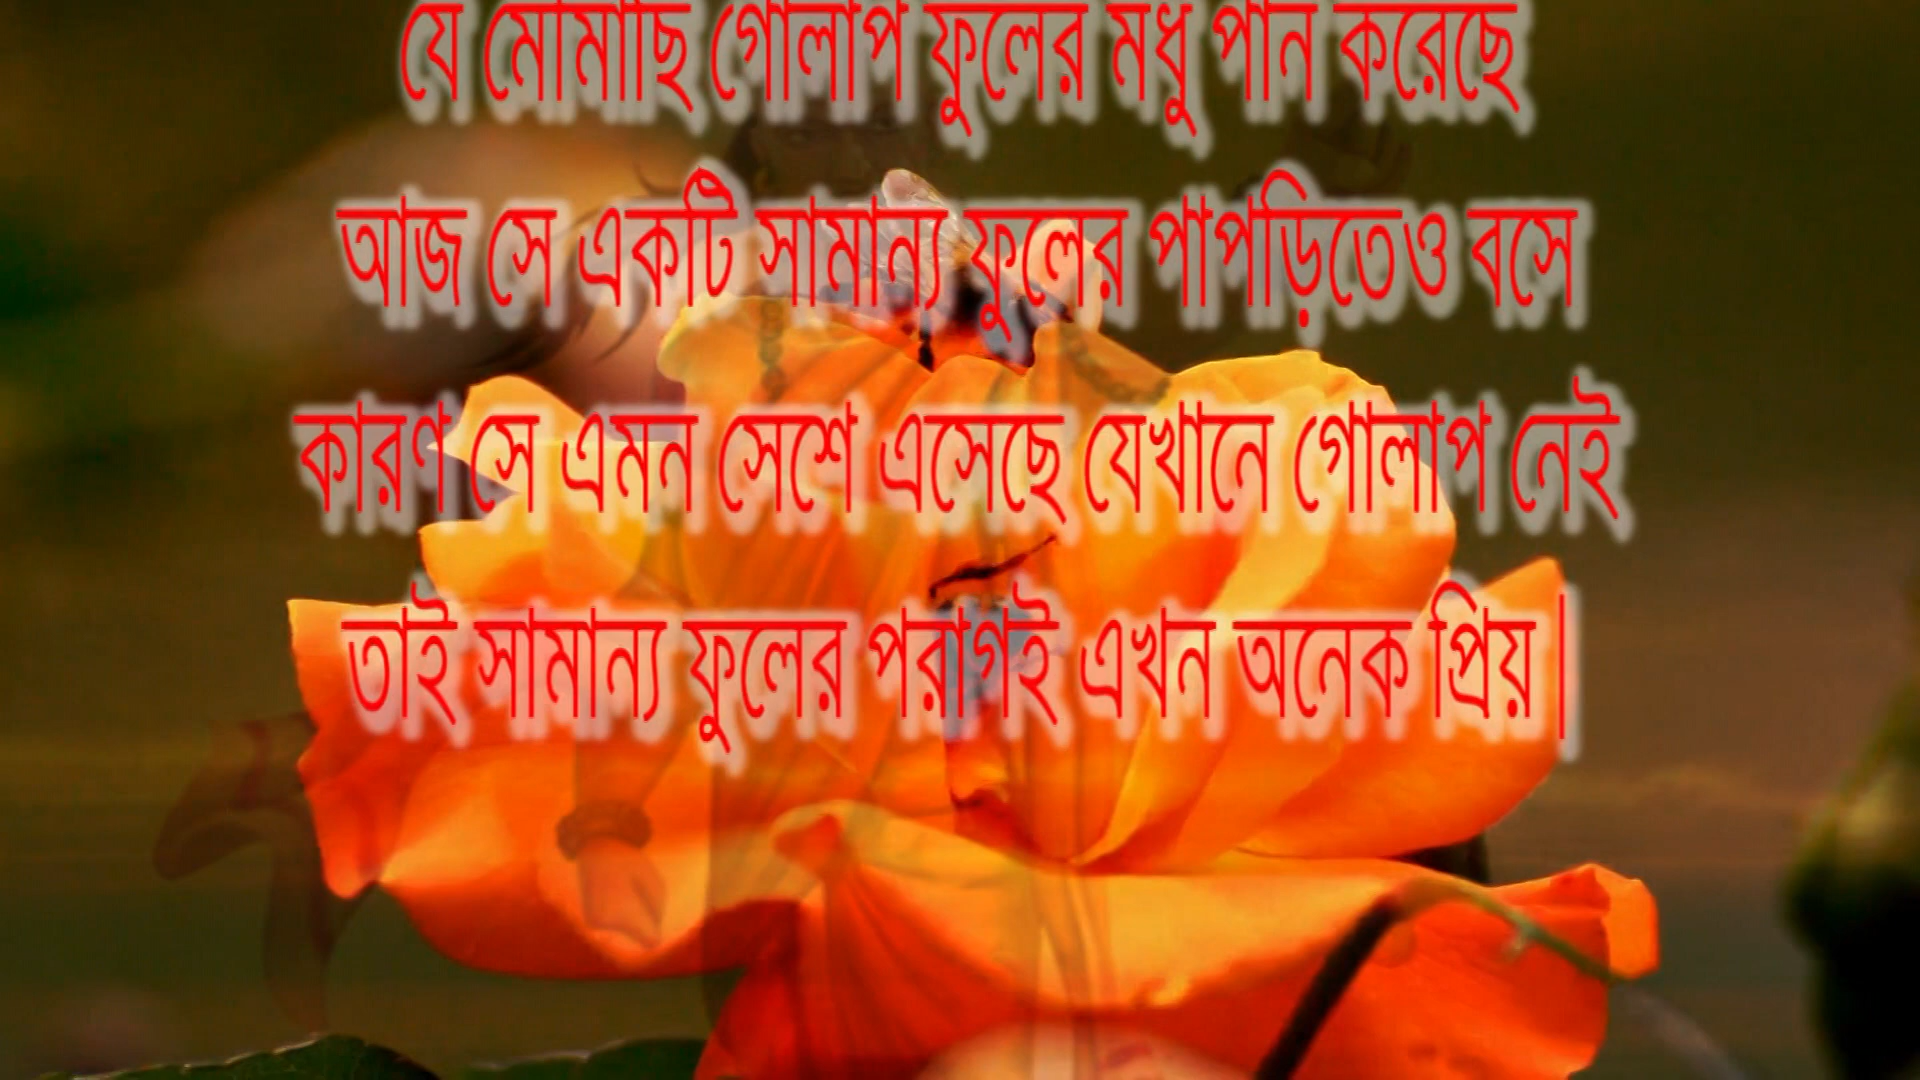 যে মৌমাছি গোলাপ ফুলের মধু পান করেছে
আজ সে একটি সামান্য ফুলের পাপড়িতেও বসে
কারণ সে এমন সেশে এসেছে যেখানে গোলাপ নেই
তাই সামান্য ফুলের পরাগই এখন অনেক প্রিয়|